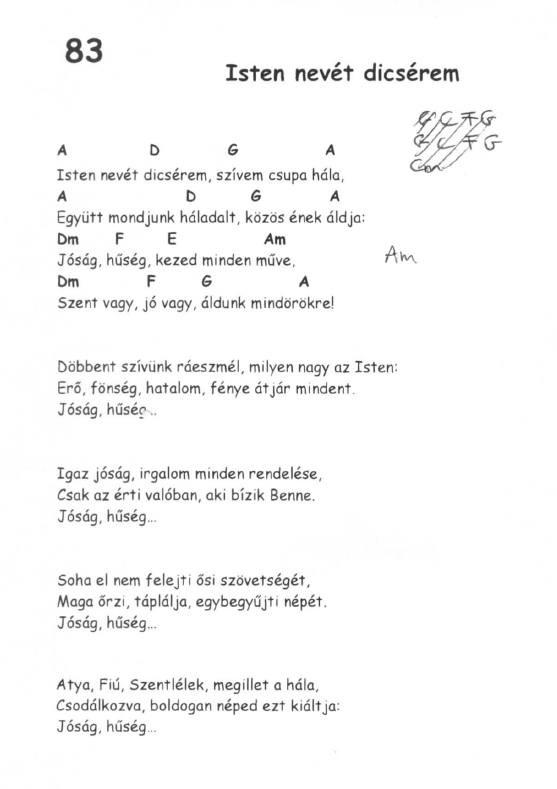 83
Isten nevét dicsérem
A D G A
Isten nevét dicsérem, szívem csupa hála,
A D G A
Együtt mondjunk háladalt, közös ének áldja:
Dm F E Am
Jóság, hűség, kezed minden műve,
Am
Dm F G A
Szent vagy, jó vagy, áldunk mindörökre!
Döbbent szívünk ráeszmél, milyen nagy az Isten:
Erő, fönség, hatalom, fénye átjár mindent.
Jóság, hűség...
Igaz jóság, irgalom minden rendelése,
Csak az érti valóban, aki bízik Benne.
Jóság, hűség...
Soha el nem felejti ősi szövetségét,
Maga őrzi, táplálja, egybegyűjti népét.
Jóság, hűség...
Atya, Fiú, Szentlélek, megillet a hála,
Csodálkozva, boldogan néped ezt kiáltja:
Jóság, hűség...